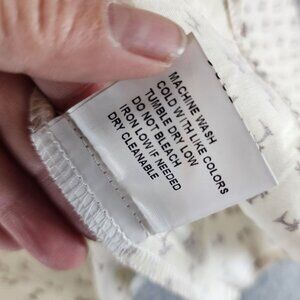 MACHINE WASH
COLD WITH LIKE COLORS
TUMBLE DRY LOW
DO NOT BLEACH
IRON LOW IF NEEDED
DRY CLEANABLE